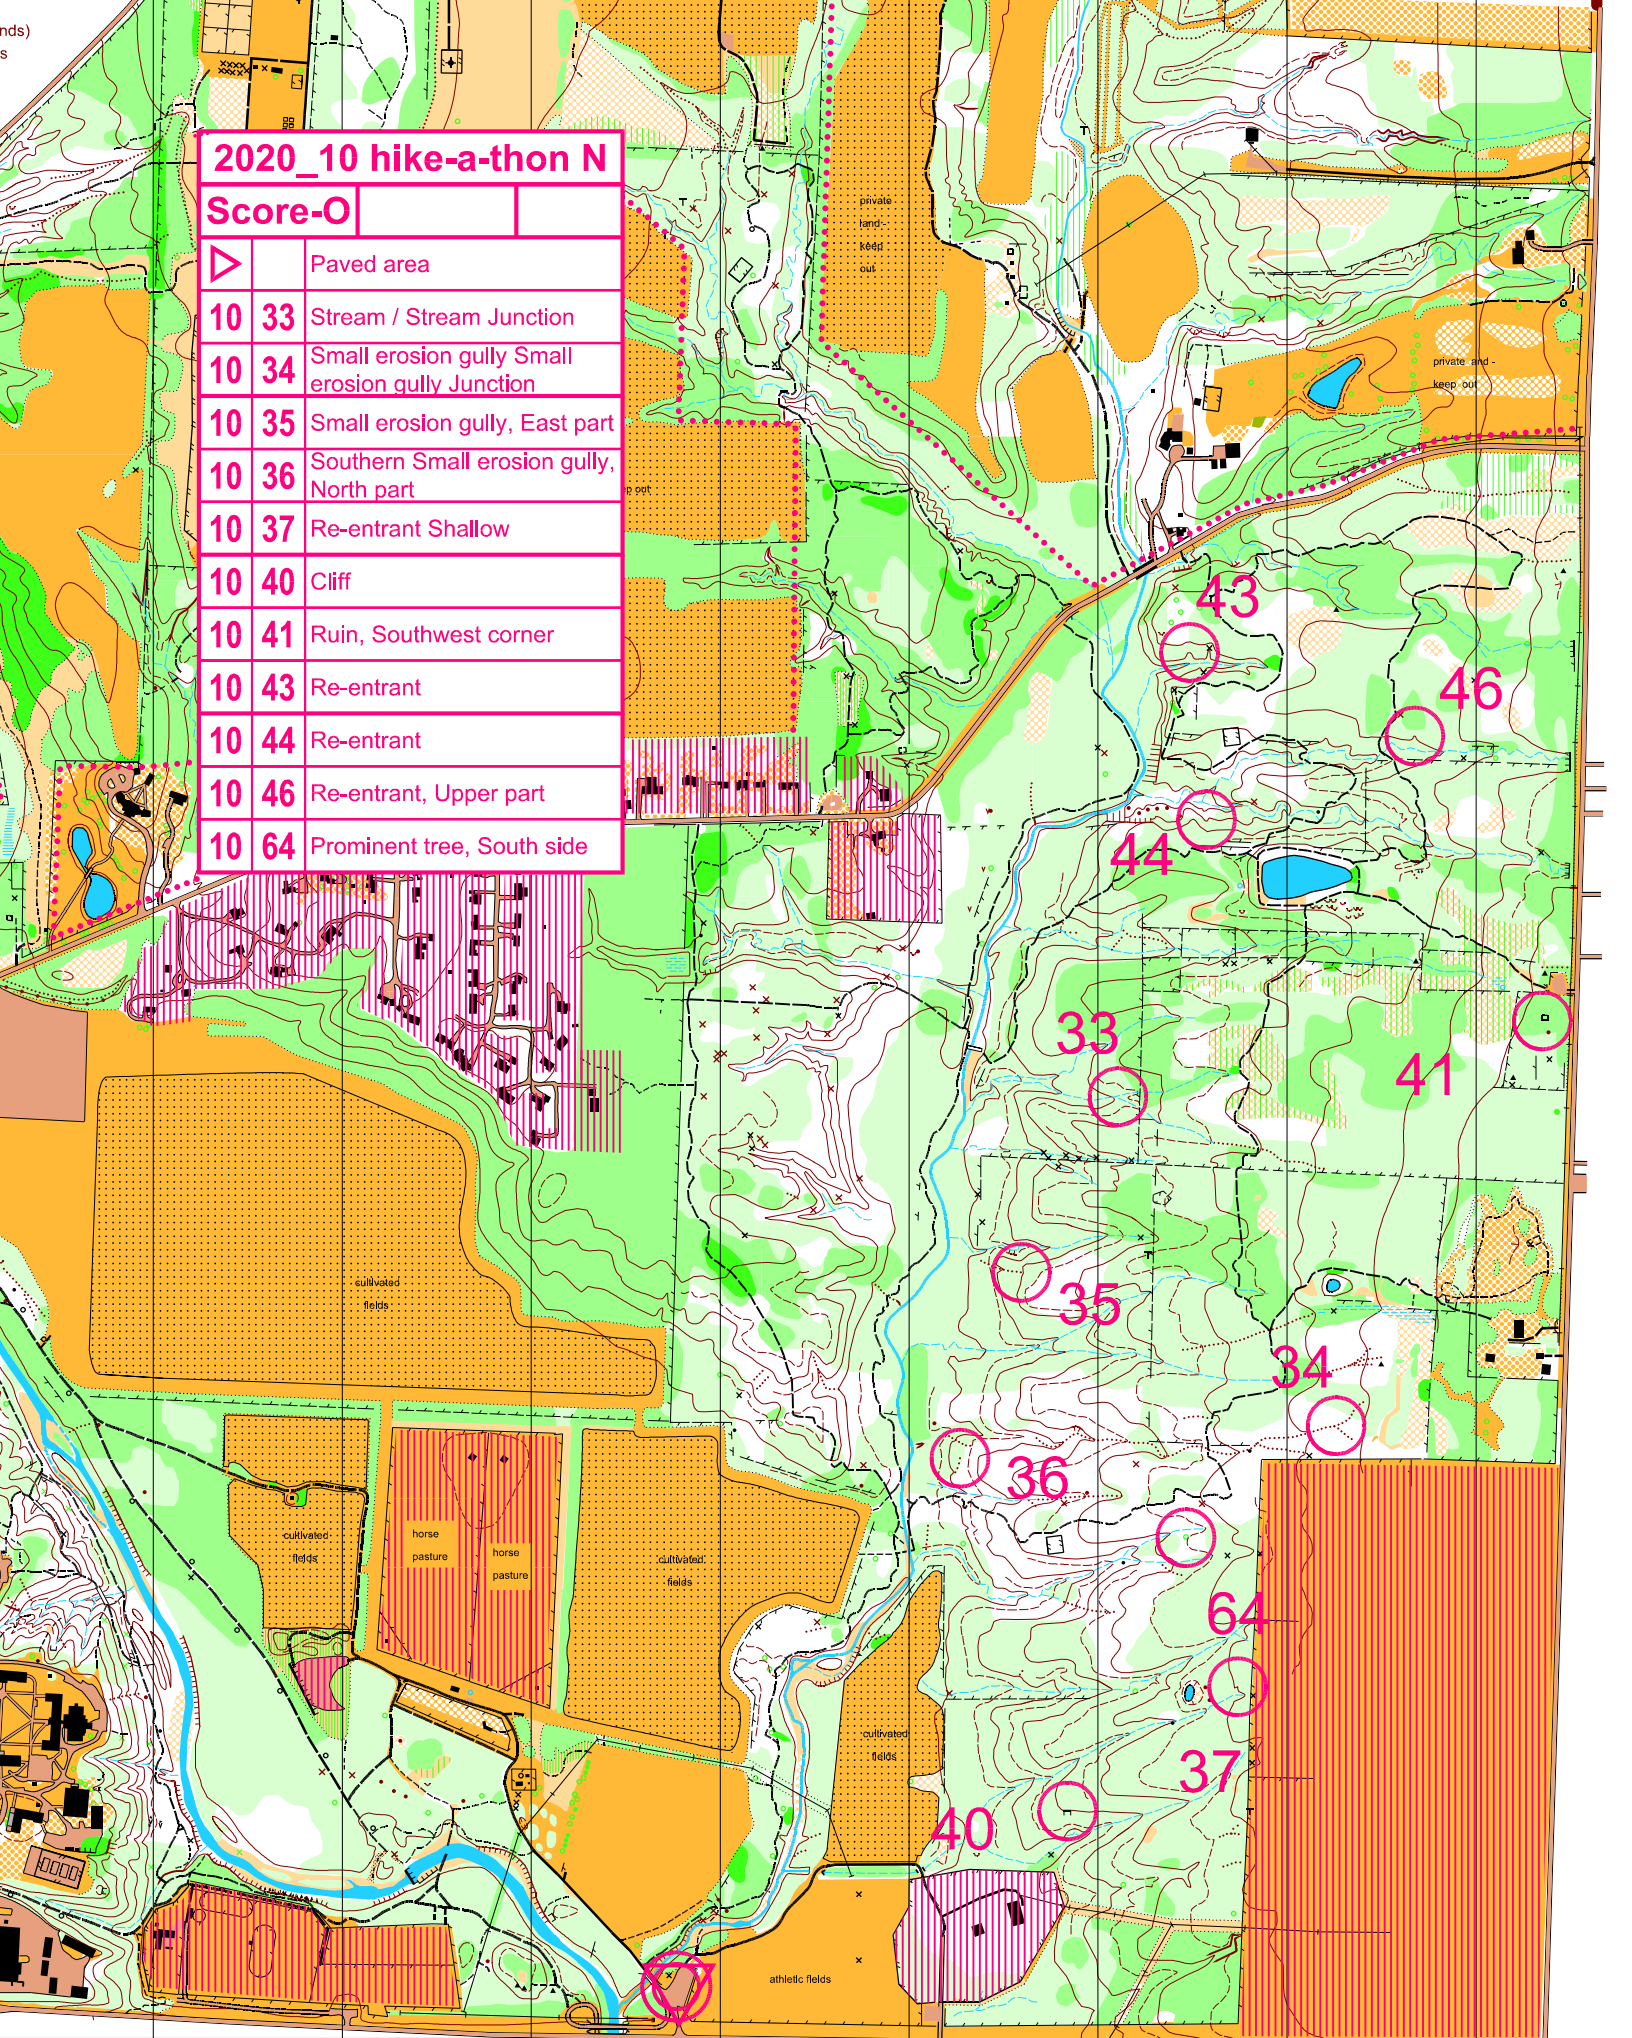 nds)
s
2020_10 hike-a-thon N
Score-O
Paved area
10 33 Stream / Stream Junction
10 34 Small erosion gully Small
erosion gully Junction
10 35 Small erosion gully, East part
10 36 Southern Small erosion gully,
North part
10 37 Re-entrant Shallow
10 40 Cliff
10 41 Ruin, Southwest corner
10 43 Re-entrant
10 44 Re-entrant
10 46 Re-entrant, Upper part
10 64 Prominent tree, South side
private
land -
keep
out
private and -
keep out
p out
43
46
44
33
41
35
34
36
64
37
40
cultivated
fields
cultivated
fields
horse
pasture
horse
pasture
cultivated
fields
cultivated
fields
athletic fields